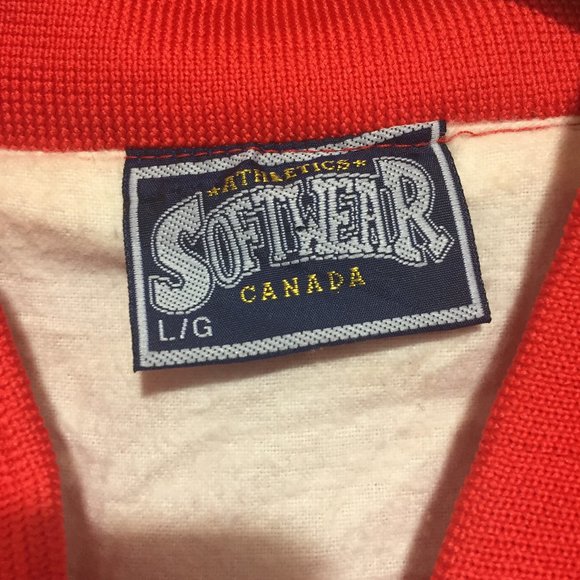 *ATHLETICS*
SOFTWEAR
CANADA
L/G